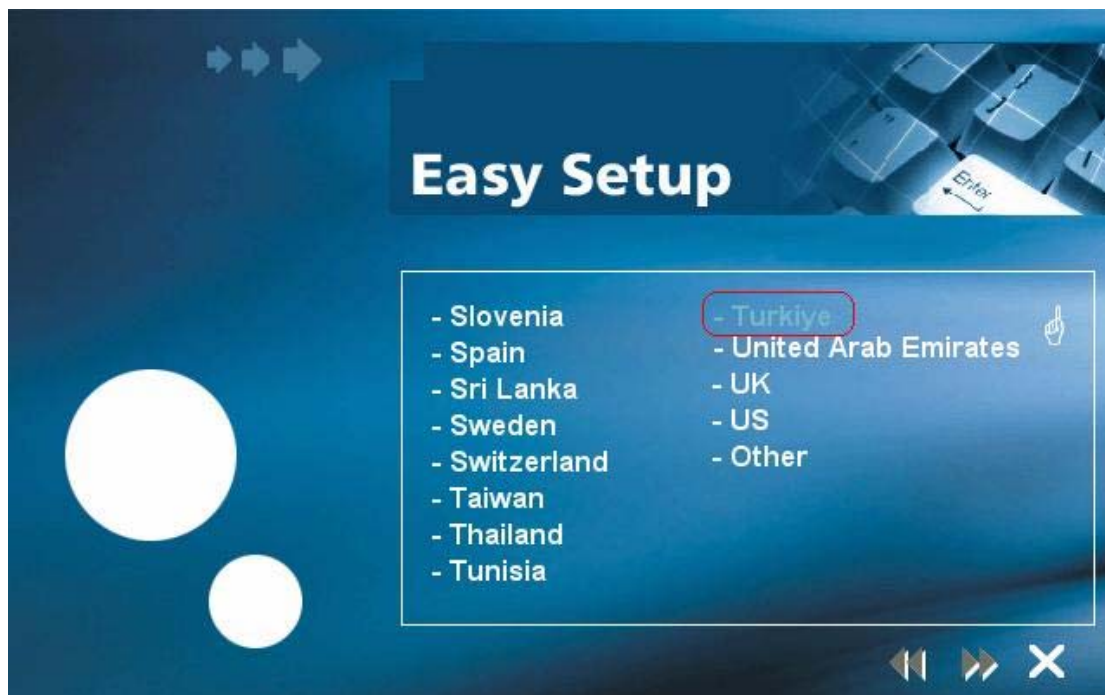 Easy Setup
Enter
- Slovenia
- Spain
- Sri Lanka
- Sweden
- Switzerland
- Taiwan
- Thailand
- Tunisia
- Turkiye
- United Arab Emirates
- UK
- US
- Other